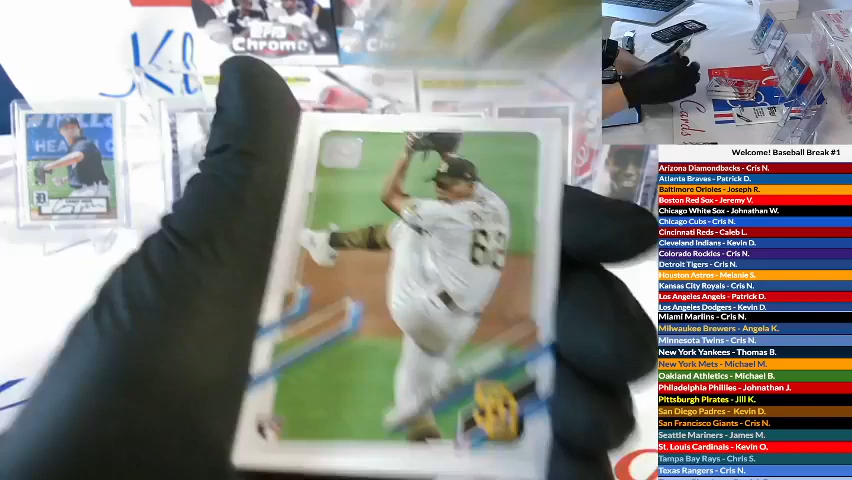 topps
Chrome
JK8
Cards
63
SD
D
Welcome! Baseball Break #1
Arizona Diamondbacks - Cris N.
Atlanta Braves - Patrick D.
Baltimore Orioles - Joseph R.
Boston Red Sox - Jeremy V.
Chicago White Sox - Johnathan W.
Chicago Cubs - Cris N.
Cincinnati Reds - Caleb L.
Cleveland Indians - Kevin D.
Colorado Rockies - Cris N.
Detroit Tigers - Cris N.
Houston Astros - Melanie S.
Kansas City Royals - Cris N.
Los Angeles Angels - Patrick D.
Los Angeles Dodgers - Kevin D.
Miami Marlins - Cris N.
Milwaukee Brewers - Angela K.
Minnesota Twins - Cris N.
New York Yankees - Thomas B.
New York Mets - Michael M.
Oakland Athletics - Michael B.
Philadelphia Phillies - Johnathan J.
Pittsburgh Pirates - Jill K.
San Diego Padres - Kevin D.
San Francisco Giants - Cris N.
Seattle Mariners - James M.
St. Louis Cardinals - Kevin O.
Tampa Bay Rays - Chris S.
Texas Rangers - Cris N.